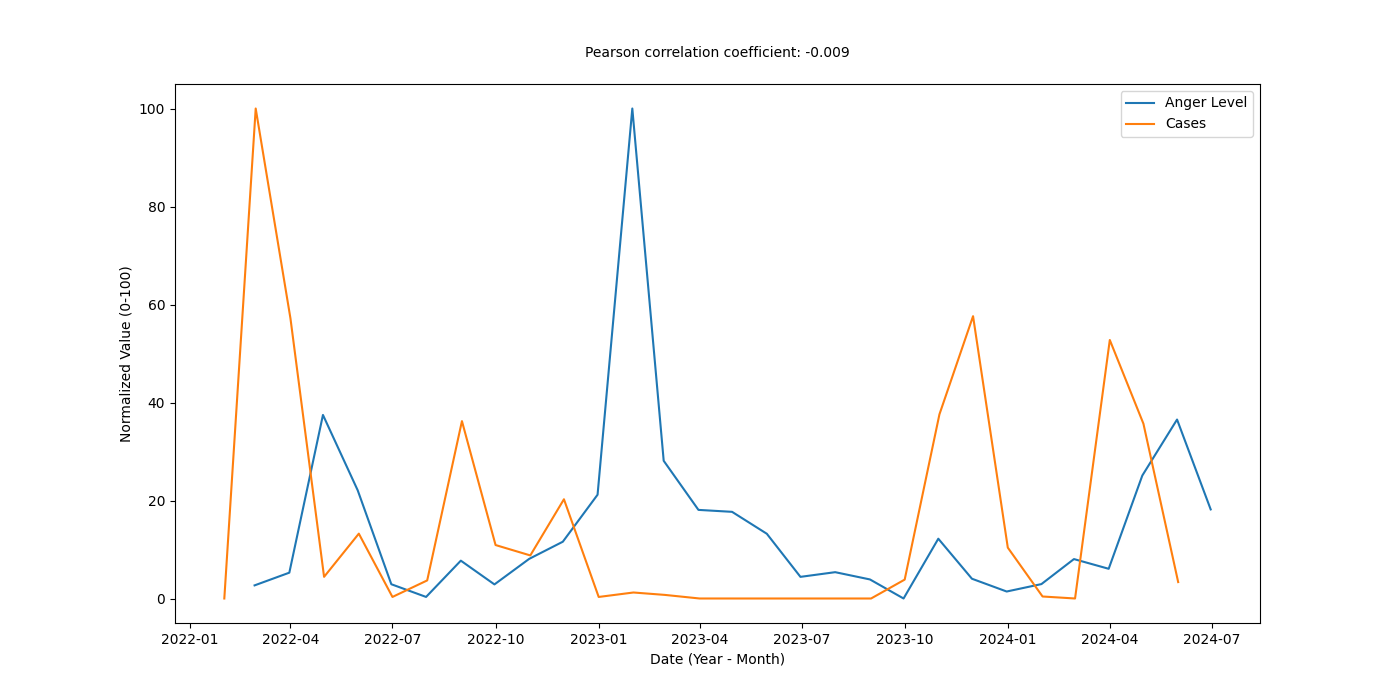 Pearson correlation coefficient: -0.009
Anger Level
Cases
100
80
60
40
20
0
Normalized Value (0-100)
2022-01 2022-04 2022-07 2022-10 2023-01 2023-04 2023-07 2023-10 2024-01 2024-04 2024-07
Date (Year - Month)